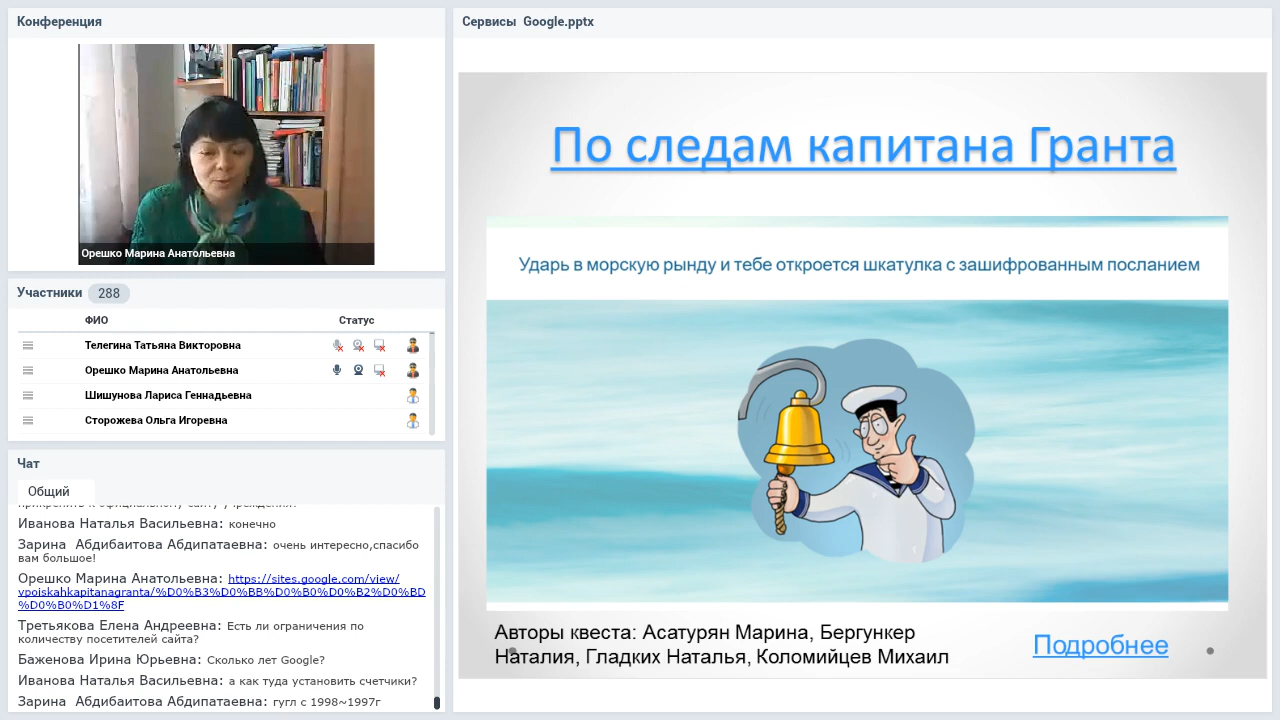 Конференция
Орешко Марина Анатольевна
Участники 288
ФИО Статус
Телегина Татьяна Викторовна
Орешко Марина Анатольевна
Шишунова Лариса Геннадьевна
Сторожева Ольга Игоревна
Чат
Общий
Иванова Наталья Васильевна: конечно
Зарина Абдибаитова Абдипатаевна: очень интересно,спасибо
вам большое!
Орешко Марина Анатольевна: https://sites.google.com/view/
vpoiskahkapitanagranta/%D0%B3%D0%BB%D0%B0%D0%B2%D0%BD
%D0%B0%D1%8F
Третьякова Елена Андреевна: Есть ли ограничения по
количеству посетителей сайта?
Баженова Ирина Юрьевна: Сколько лет Google?
Иванова Наталья Васильевна: а как туда установить счетчики?
Зарина Абдибаитова Абдипатаевна: гугл с 1998~1997г
Сервисы Google.pptx
По следам капитана Гранта
Ударь в морскую рынду и тебе откроется шкатулка с зашифрованным посланием
Авторы квеста: Асатурян Марина, Бергункер
Наталия, Гладких Наталья, Коломийцев Михаил
Подробнее